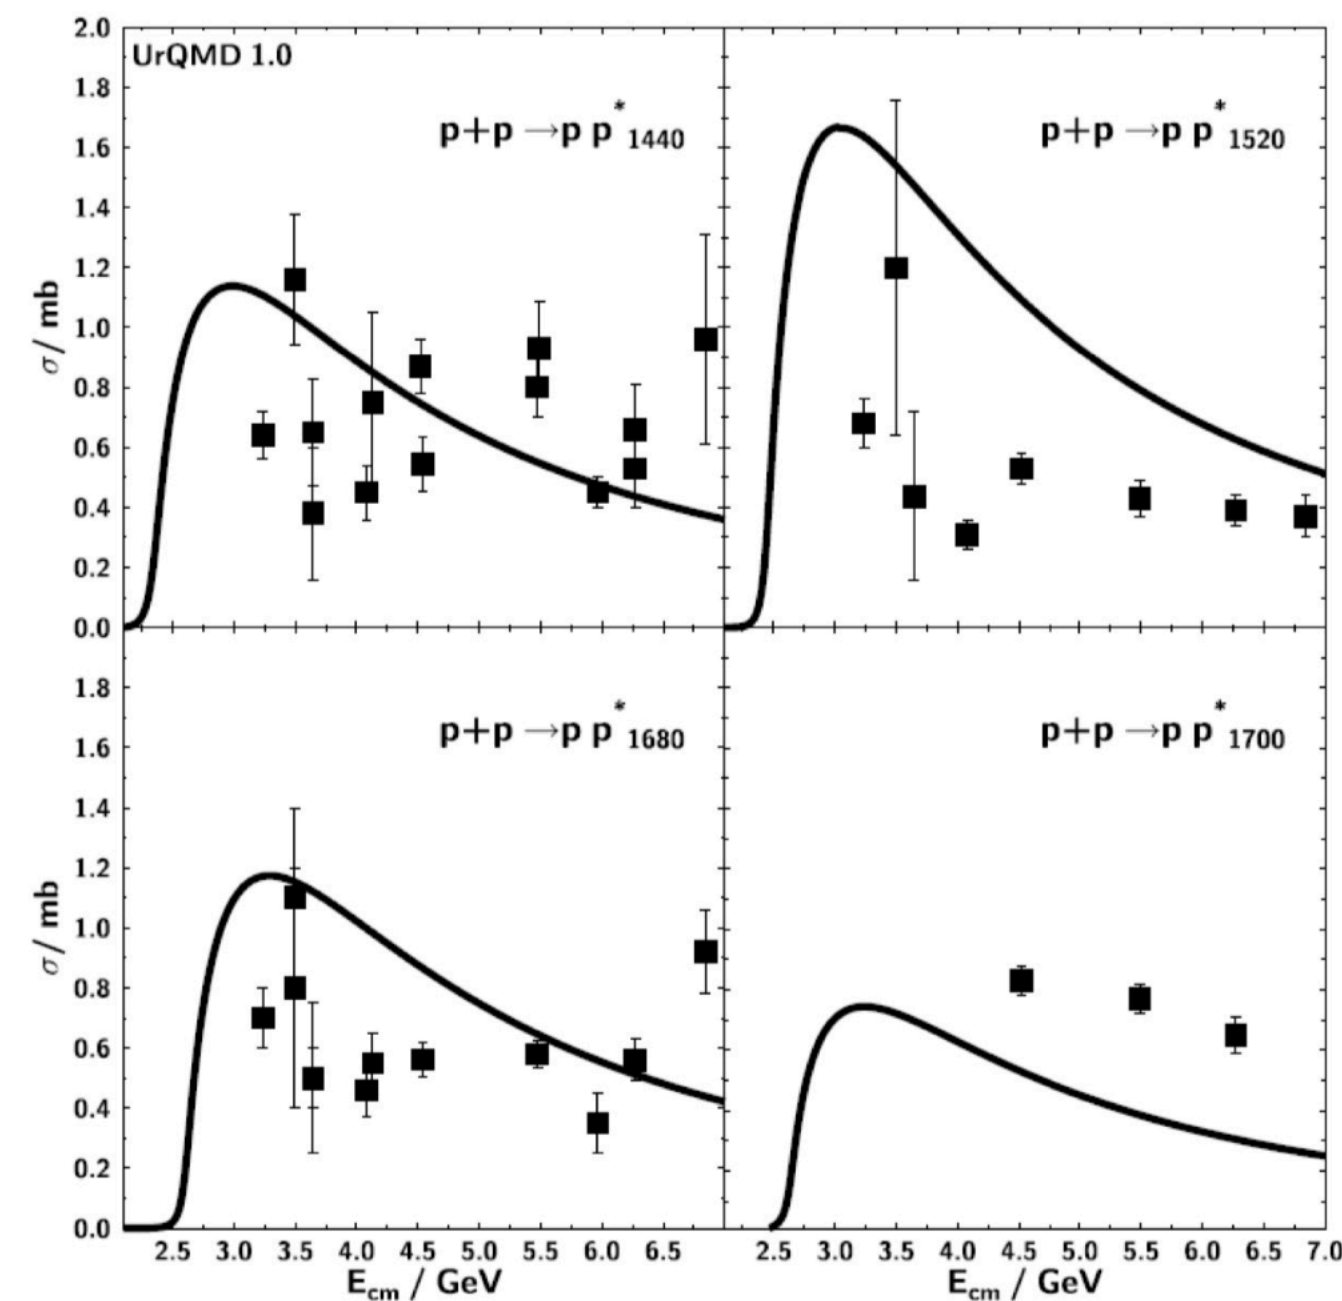 UrQMD 1.0
p+p →p p*1440
p+p →p p*1520
σ/ mb
2.0
1.8
1.6
1.4
1.2
1.0
0.8
0.6
0.4
0.2
0.0
p+p →p p*1680
p+p →p p*1700
σ/ mb
1.8
1.6
1.4
1.2
1.0
0.8
0.6
0.4
0.2
0.0
2.5 3.0 3.5 4.0 4.5 5.0 5.5 6.0 6.5
2.5 3.0 3.5 4.0 4.5 5.0 5.5 6.0 6.5 7.0
Ecm / GeV
Ecm / GeV